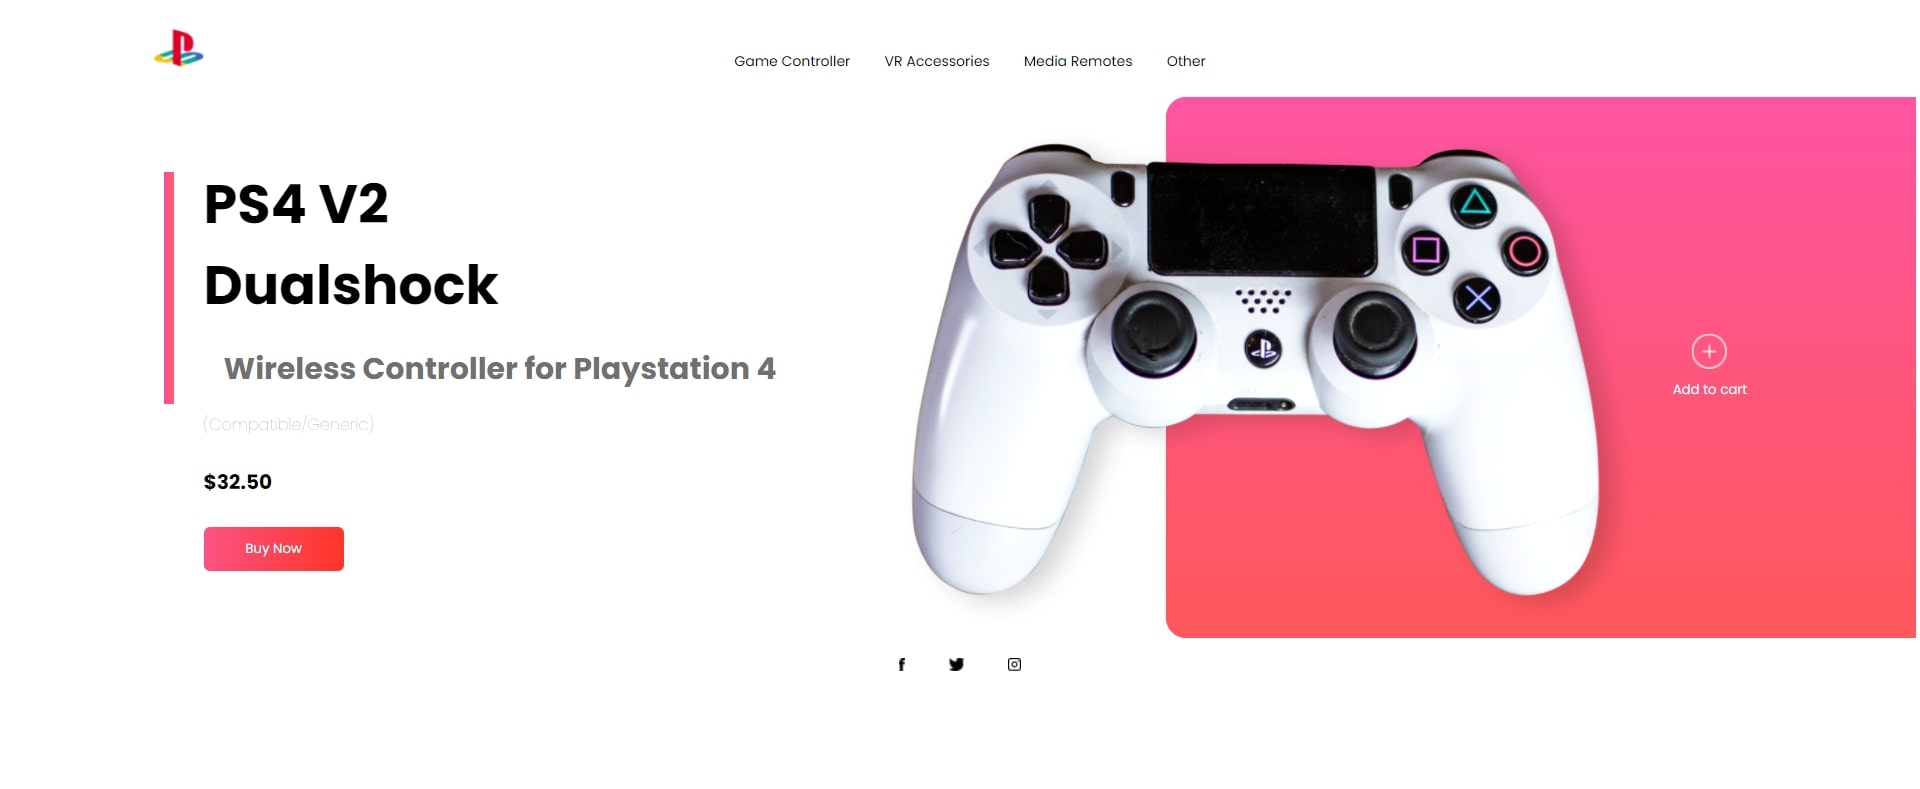 Game Controller VR Accessories Media Remotes Other
PS4 V2
Dualshock
Wireless Controller for Playstation 4
(Compatible/Generic)
$32.50
Buy Now
Add to cart